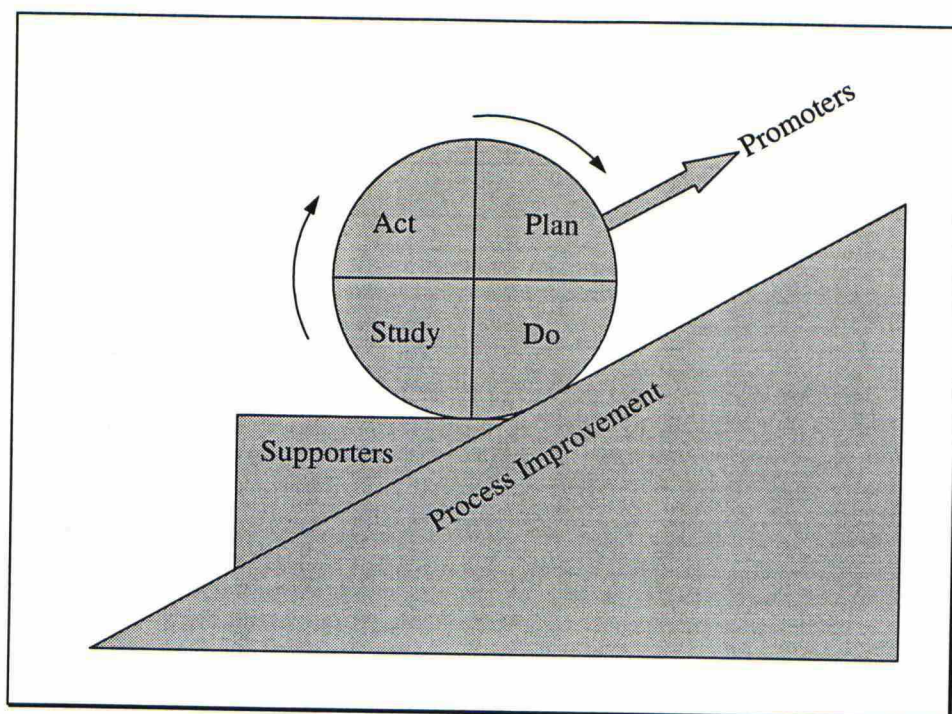 Promoters
Act
Plan
Study
Do
Supporters
Process Improvement